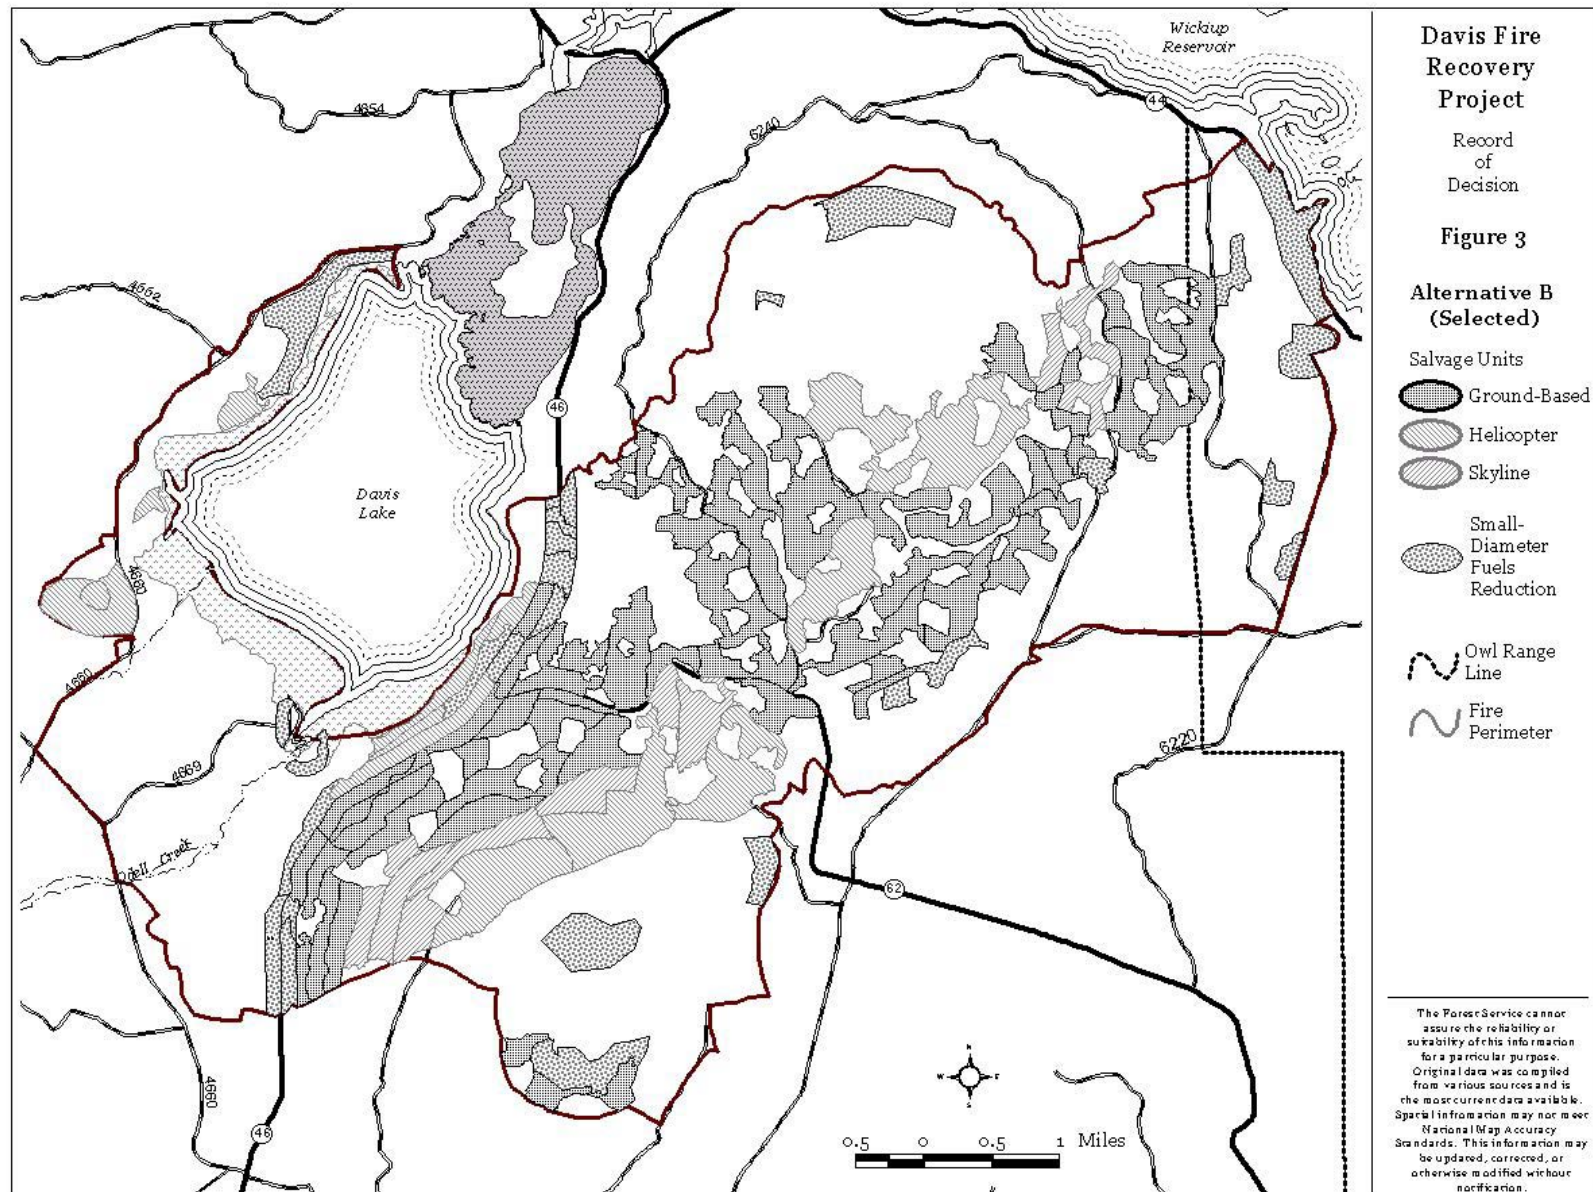 Wickiup
Reservoir
44
4654
6240
4652
46
Davis
Lake
4660
4660
4669
6220
Odell Creek
62
4660
46
N
W E
S
0.5 0 0.5 1 Miles
Davis Fire
Recovery
Project
Record
of
Decision
Figure 3
Alternative B
(Selected)
Salvage Units
Ground-Based
Helicopter
Skyline
Small-
Diameter
Fuels
Reduction
Owl Range
Line
Fire
Perimeter
The Forest Service cannot
assure the reliability or
suitability of this information
for a particular purpose.
Original data was compiled
from various sources and is
the most current data available.
Spatial information may not meet
National Map Accuracy
Standards. This information may
be updated, corrected, or
otherwise modified without
notification.